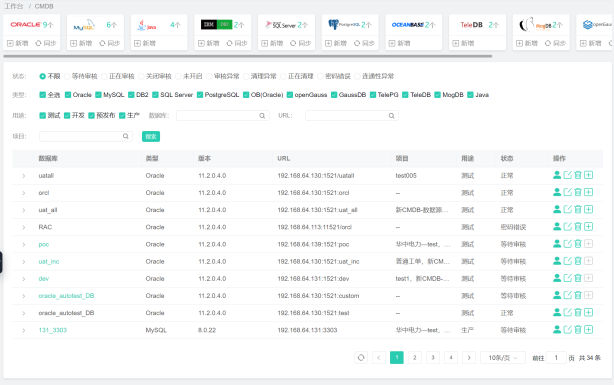 工作台 / CMDB
ORACLE 9个 MySQL 6个 4个 IBM DB2 2个 SQL Server 2个 PostgreSQL 2个 OCEANBASE 2个 TeleDB 2个 MogDB 2个 openGauss
新增 同步 新增 同步 新增 同步 新增 同步 新增 同步 新增 同步 新增 新增 新增 同步 新增
状态: 不限 等待审核 正在审核 关闭审核 未开启 审核异常 清理异常 正在清理 密码错误 连通性异常
类型: 全选 Oracle MySQL DB2 SQL Server PostgreSQL OB(Oracle) openGauss GaussDB TelePG TeleDB MogDB Java
用途: 测试 开发 预发布 生产 数据库: URL:
项目: 搜索
数据库 类型 版本 URL 项目 用途 状态 操作
uatall Oracle 11.2.0.4.0 192.168.64.130:1521/uatall test005 测试 正常
orcl Oracle 11.2.0.4.0 192.168.64.130:1521:orcl -- 测试 正常
uat_all Oracle 11.2.0.4.0 192.168.64.130:1521:uat_all 新CMDB-数据源... 测试 正常
RAC Oracle 11.2.0.4.0 192.168.64.113:11521/orcl -- 测试 密码错误
poc Oracle 11.2.0.4.0 192.168.64.139:1521:poc 华中电力—test, ... 测试 等待审核
uat_inc Oracle 11.2.0.4.0 192.168.64.130:1521:uat_inc 普通工单, 新CM... 测试 等待审核
dev Oracle 11.2.0.4.0 192.168.64.131:1521:dev test1, 新CMDB-... 测试 等待审核
oracle_autotest_DB Oracle 11.2.0.4.0 192.168.64.130:1521:custom -- 测试 等待审核
oracle_autotest_DB Oracle 11.2.0.4.0 192.168.64.130:1521:test -- 测试 正常
131_3303 MySQL 8.0.22 192.168.64.131:3303 华中电力—test, ... 生产 等待审核
1 2 3 4 10条/页 前往 1 页 共 34 条